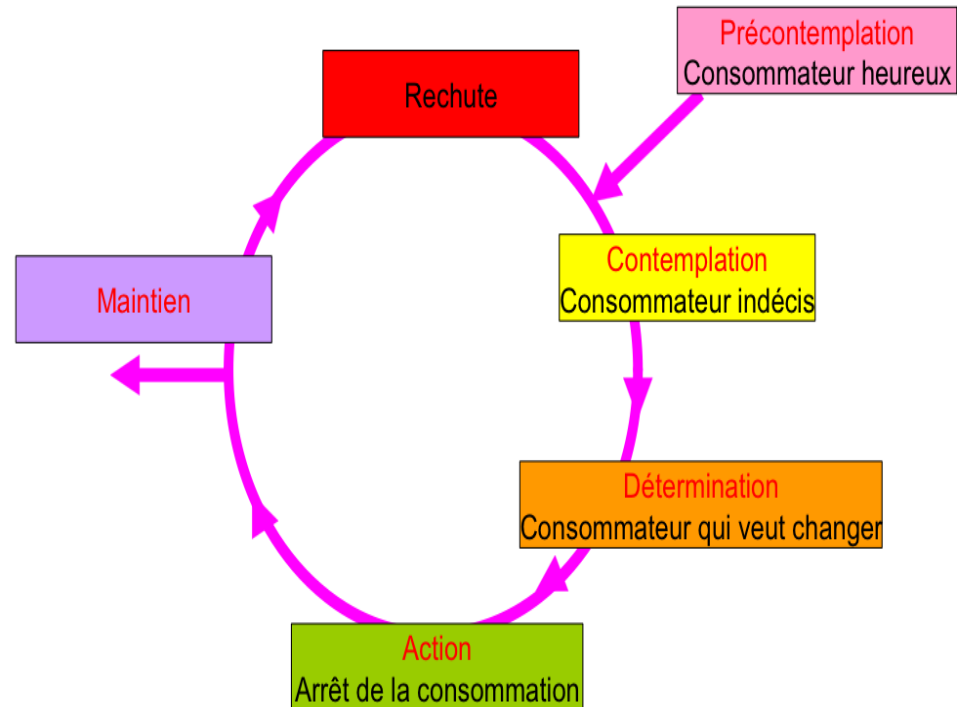 Précontemplation
Consommateur heureux
Rechute
Contemplation
Consommateur indécis
Maintien
Détermination
Consommateur qui veut changer
Action
Arrêt de la consommation